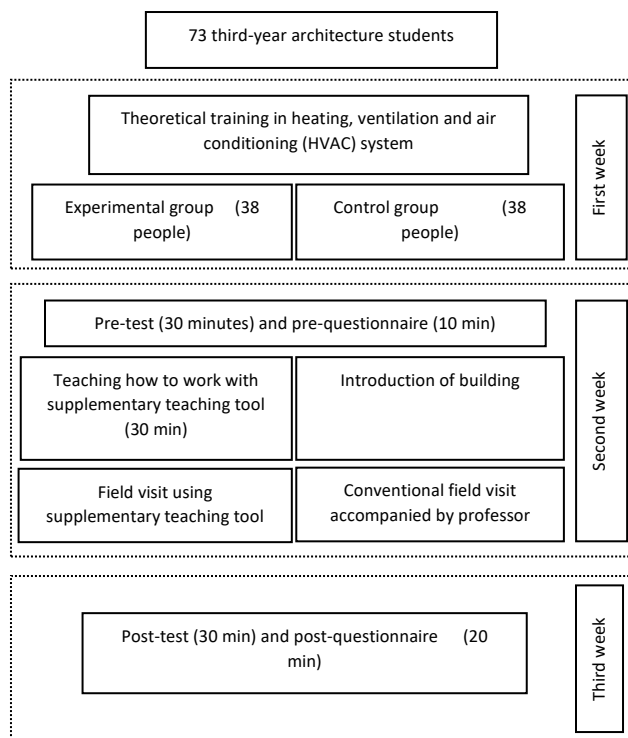 73 third-year architecture students
Theoretical training in heating, ventilation and air
conditioning (HVAC) system
Experimental group (38
people)
Control group (38
people)
First week
Pre-test (30 minutes) and pre-questionnaire (10 min)
Teaching how to work with
supplementary teaching tool
(30 min)
Introduction of building
Field visit using
supplementary teaching tool
Conventional field visit
accompanied by professor
Second week
Post-test (30 min) and post-questionnaire (20
min)
Third week